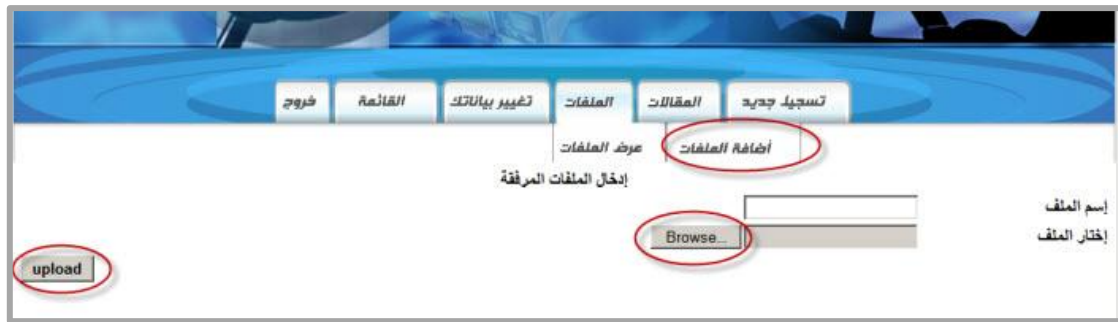 تسجيل جديد المقالات الملفات تغيير بياناتك القائمة خروج
أضافة الملفات عرض الملفات
إدخال الملفات المرفقة
إسم الملف
إختار الملف Browse...
upload